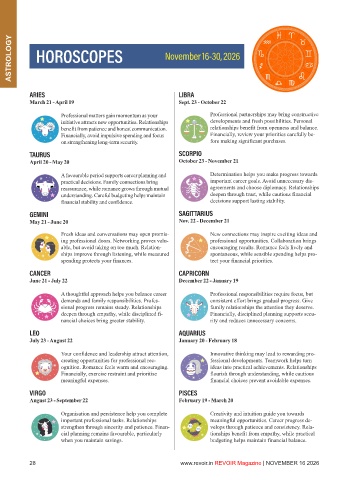 ASTROLOGY
HOROSCOPES
November 16-30, 2026
ARIES
March 21 - April 19
Professional matters gain momentum as your
initiative attracts new opportunities. Relationships
benefit from patience and honest communication.
Financially, avoid impulsive spending and focus
on strengthening long-term security.
TAURUS
April 20 - May 20
A favourable period supports career planning and
practical decisions. Family connections bring
reassurance, while romance grows through mutual
understanding. Careful budgeting helps maintain
financial stability and confidence.
GEMINI
May 21 - June 20
Fresh ideas and conversations may open promis-
ing professional doors. Networking proves valu-
able, but avoid taking on too much. Relation-
ships improve through listening, while measured
spending protects your finances.
CANCER
June 21 - July 22
A thoughtful approach helps you balance career
demands and family responsibilities. Profes-
sional progress remains steady. Relationships
deepen through empathy, while disciplined fi-
nancial choices bring greater stability.
LEO
July 23 - August 22
Your confidence and leadership attract attention,
creating opportunities for professional rec-
ognition. Romance feels warm and encouraging.
Financially, exercise restraint and prioritise
meaningful expenses.
VIRGO
August 23 - September 22
Organisation and persistence help you complete
important professional tasks. Relationships
strengthen through sincerity and patience. Finan-
cial planning remains favourable, particularly
when you maintain savings.
LIBRA
Sept. 23 - October 22
Professional partnerships may bring constructive
developments and fresh possibilities. Personal
relationships benefit from openness and balance.
Financially, review your priorities carefully be-
fore making significant purchases.
SCORPIO
October 23 - November 21
Determination helps you make progress towards
important career goals. Avoid unnecessary dis-
agreements and choose diplomacy. Relationships
deepen through trust, while cautious financial
decisions support lasting stability.
SAGITTARIUS
Nov. 22 - December 21
New connections may inspire exciting ideas and
professional opportunities. Collaboration brings
encouraging results. Romance feels lively and
spontaneous, while sensible spending helps pro-
tect your financial priorities.
CAPRICORN
December 22 - January 19
Professional responsibilities require focus, but
consistent effort brings gradual progress. Give
family relationships the attention they deserve.
Financially, disciplined planning supports secu-
rity and reduces unnecessary concerns.
AQUARIUS
January 20 - February 18
Innovative thinking may lead to rewarding pro-
fessional developments. Teamwork helps turn
ideas into practical achievements. Relationships
flourish through understanding, while cautious
financial choices prevent avoidable expenses.
PISCES
February 19 - March 20
Creativity and intuition guide you towards
meaningful opportunities. Career progress de-
velops through patience and consistency. Rela-
tionships benefit from empathy, while practical
budgeting helps maintain financial balance.
28
www.revoir.in REVOIR Magazine | NOVEMBER 16 2026